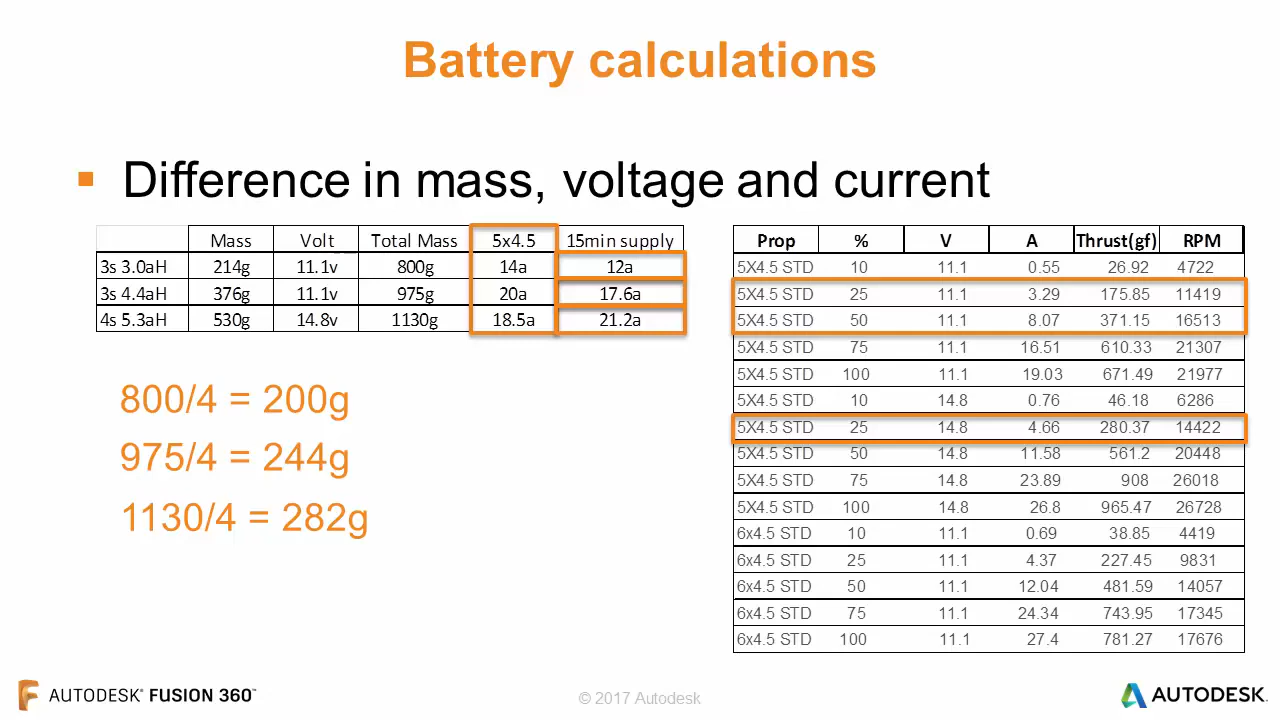 Battery calculations
▪ Difference in mass, voltage and current
Mass Volt Total Mass 5x4.5 15min supply
3s 3.0aH 214g 11.1v 800g 14a 12a
3s 4.4aH 376g 11.1v 975g 20a 17.6a
4s 5.3aH 530g 14.8v 1130g 18.5a 21.2a
800/4 = 200g
975/4 = 244g
1130/4 = 282g
Prop % V A Thrust(gf) RPM
5X4.5 STD 10 11.1 0.55 26.92 4722
5X4.5 STD 25 11.1 3.29 175.85 11419
5X4.5 STD 50 11.1 8.07 371.15 16513
5X4.5 STD 75 11.1 16.51 610.33 21307
5X4.5 STD 100 11.1 19.03 671.49 21977
5X4.5 STD 10 14.8 0.76 46.18 6286
5X4.5 STD 25 14.8 4.66 280.37 14422
5X4.5 STD 50 14.8 11.58 561.2 20448
5X4.5 STD 75 14.8 23.89 908 26018
5X4.5 STD 100 14.8 26.8 965.47 26728
6x4.5 STD 10 11.1 0.69 38.85 4419
6x4.5 STD 25 11.1 4.37 227.45 9831
6x4.5 STD 50 11.1 12.04 481.59 14057
6x4.5 STD 75 11.1 24.34 743.95 17345
6x4.5 STD 100 11.1 27.4 781.27 17676
AUTODESK® FUSION 360™
© 2017 Autodesk
AUTODESK.